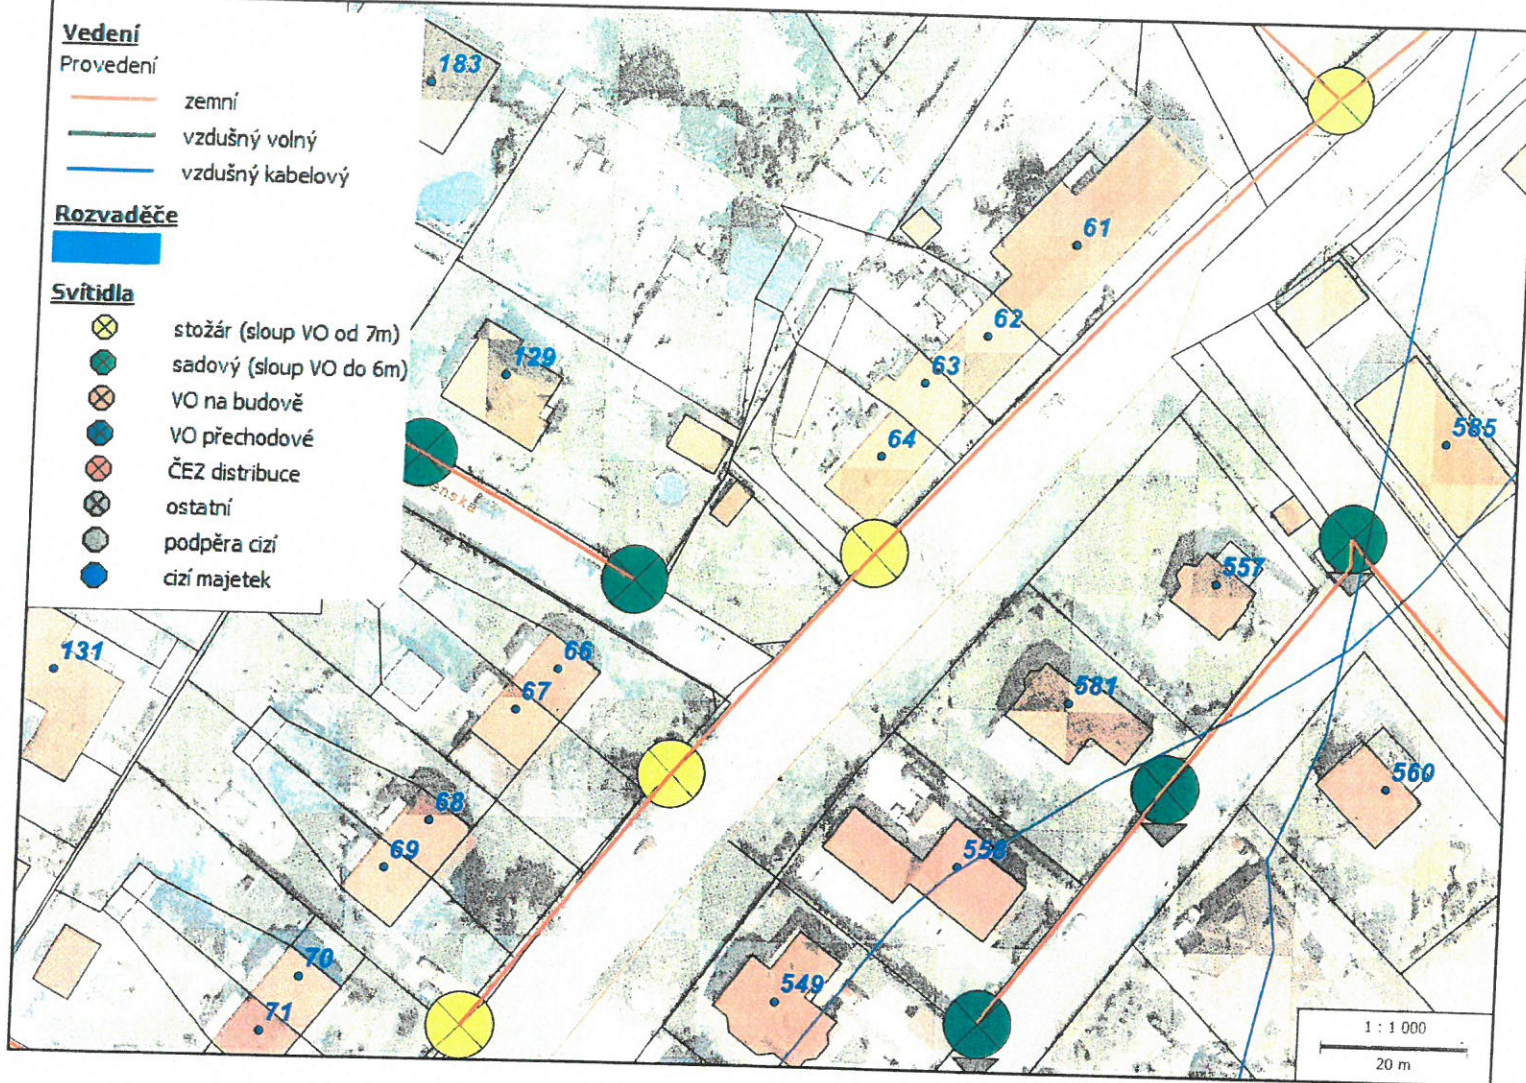 Vedení
Provedení
zemní
vzdušný volný
vzdušný kabelový
Rozvaděče
Svítidla
stožár (sloup VO od 7m)
sadový (sloup VO do 6m)
VO na budově
VO přechodové
ČEZ distribuce
ostatní
podpěra cizí
cizí majetek
183
61
62
129
63
64
585
557
131
66
67
581
560
68
69
558
70
549
71
1 : 1 000
20 m